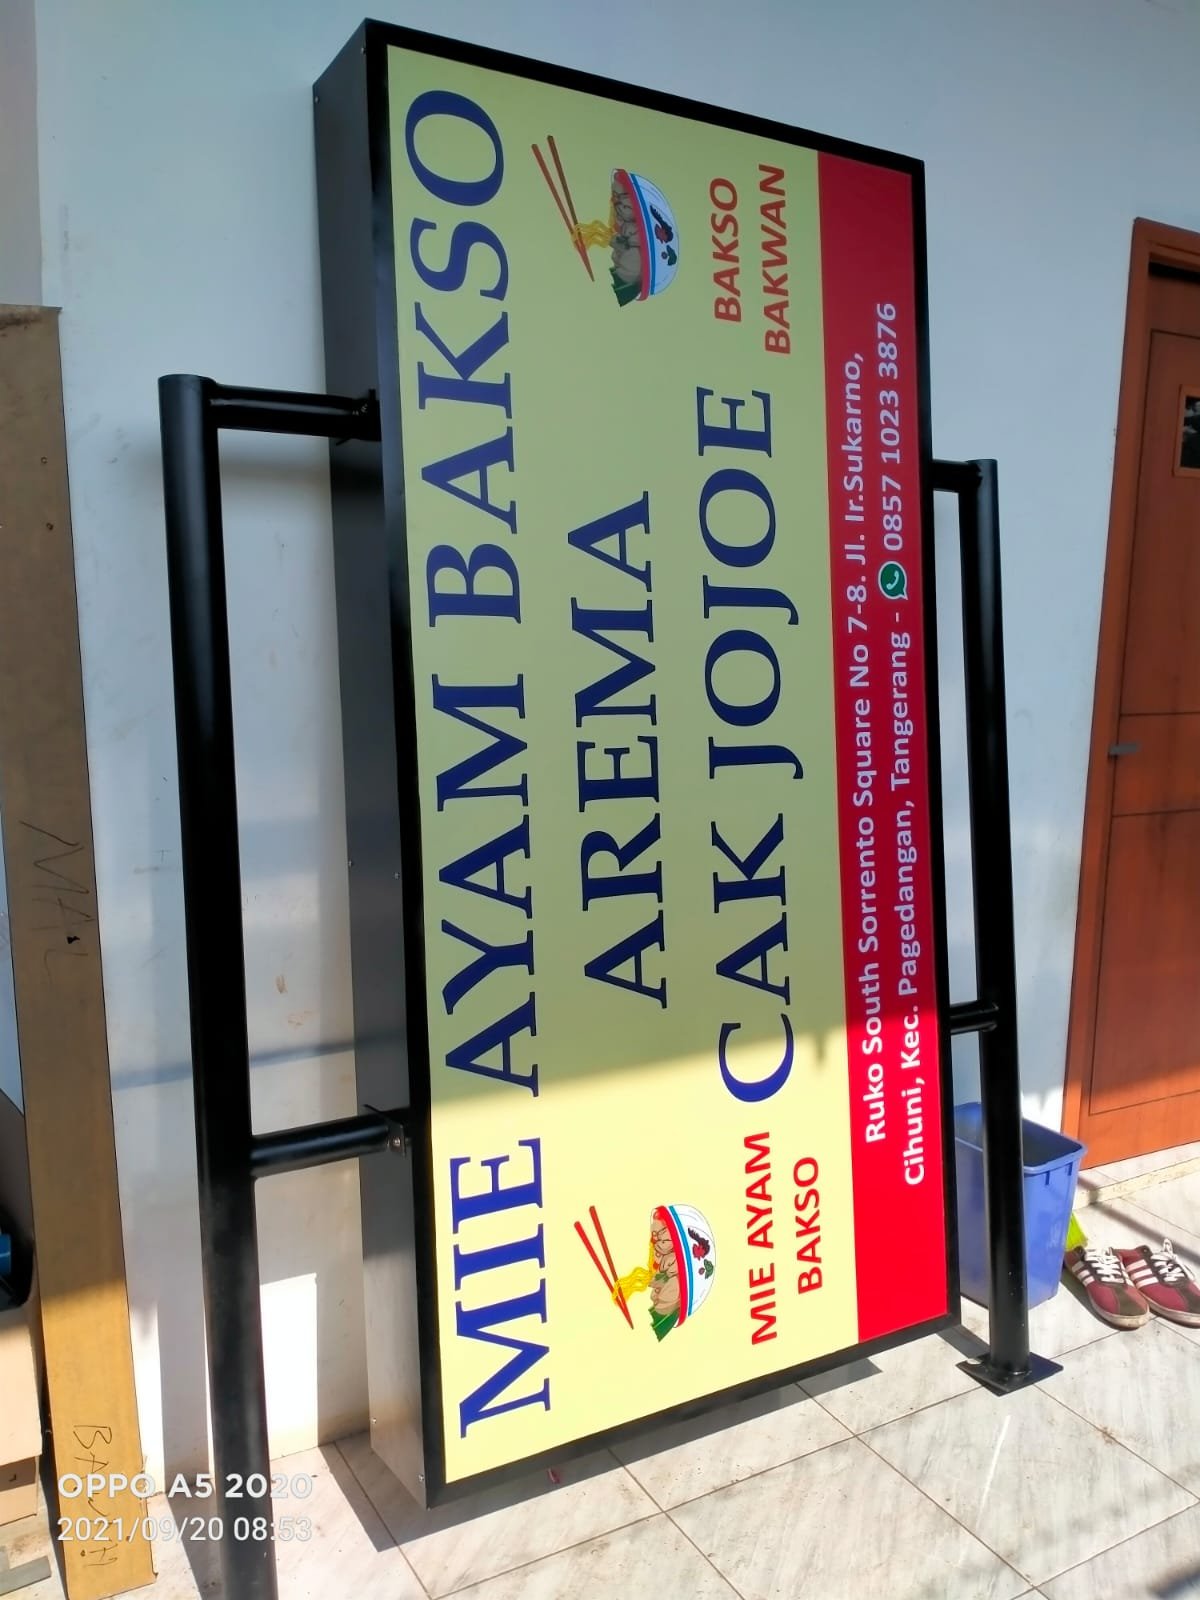 MIE AYAM BAKSO
AREMA
CAK JOJOE
MIE AYAM
BAKSO
BAKSO
BAKWAN
Ruko South Sorrento Square No 7-8. Jl. Ir.Sukarno,
Cihuni, Kec. Pagedangan, Tangerang - 0857 1023 3876
OPPO A5 2020
2021/09/20 08:53